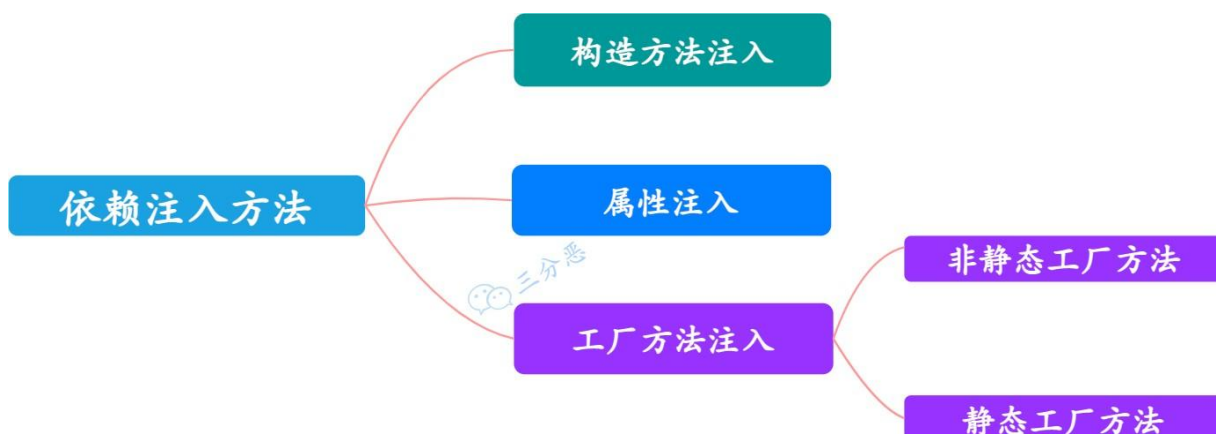 构造方法注入
依赖注入方法
属性注入
三分恶
非静态工厂方法
工厂方法注入
静态工厂方法